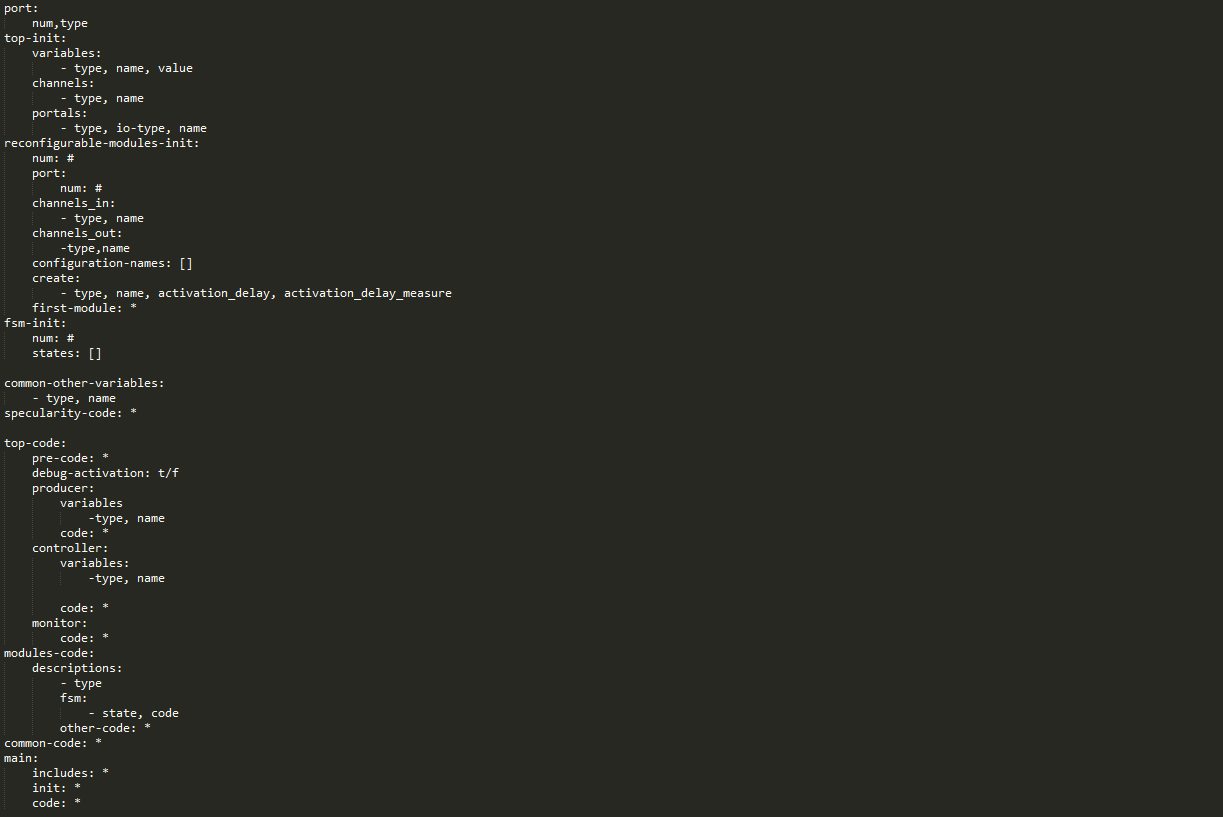 port:
    num,type
top-init:
    variables:
        - type, name, value
    channels:
        - type, name
    portals:
        - type, io-type, name
reconfigurable-modules-init:
    num: #
    port:
        num: #
    channels_in:
        - type, name
    channels_out:
        -type,name
    configuration-names: []
    create:
        - type, name, activation_delay, activation_delay_measure
    first-module: *
fsm-init:
    num: #
    states: []

common-other-variables:
    - type, name
specularity-code: *

top-code:
    pre-code: *
    debug-activation: t/f
    producer:
        variables
            -type, name
        code: *
    controller:
        variables:
            -type, name

        code: *
    monitor:
        code: *
modules-code:
    descriptions:
        - type
        fsm:
            - state, code
        other-code: *
common-code: *
main:
    includes: *
    init: *
    code: *